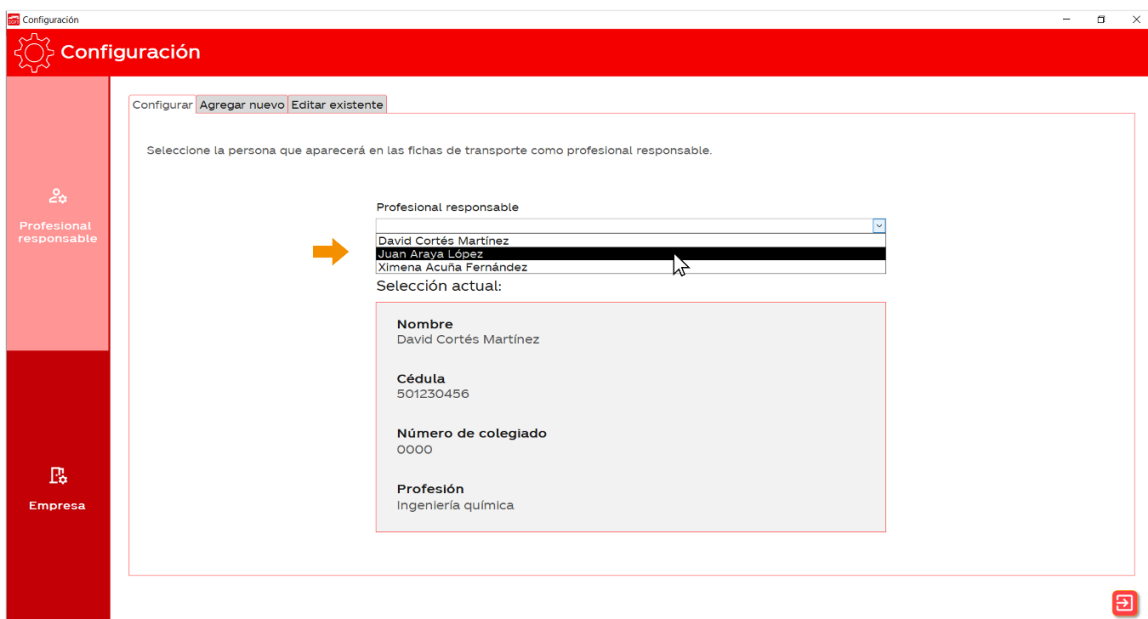 Configuración
Configuración
Configurar Agregar nuevo Editar existente
Seleccione la persona que aparecerá en las fichas de transporte como profesional responsable.
Profesional
responsable
Profesional responsable
David Cortés Martínez
Juan Araya López
Ximena Acuña Fernández
Selección actual:
Nombre
David Cortés Martínez
Cédula
501230456
Número de colegiado
0000
Profesión
Ingeniería química
Empresa